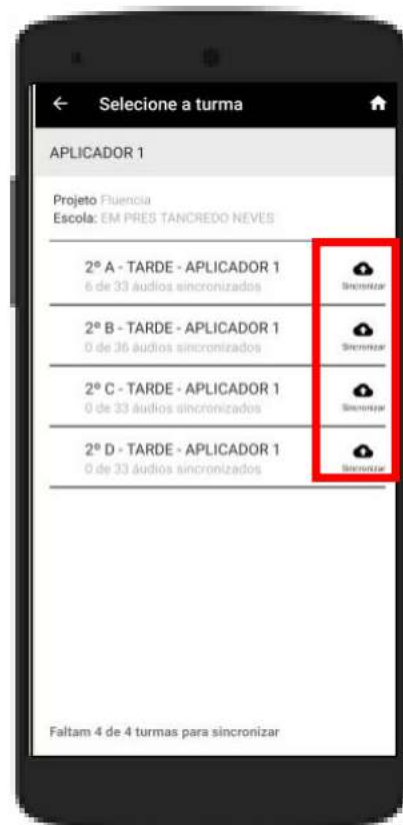 Selecione a turma
APLICADOR 1
Projeto Fluencia
Escola: EM PRES TANCREDO NEVES
2º A - TARDE - APLICADOR 1
6 de 33 áudios sincronizados
Sincronizar
2º B - TARDE - APLICADOR 1
0 de 36 áudios sincronizados
Sincronizar
2º C - TARDE - APLICADOR 1
0 de 33 áudios sincronizados
Sincronizar
2º D - TARDE - APLICADOR 1
0 de 33 áudios sincronizados
Sincronizar
Faltam 4 de 4 turmas para sincronizar